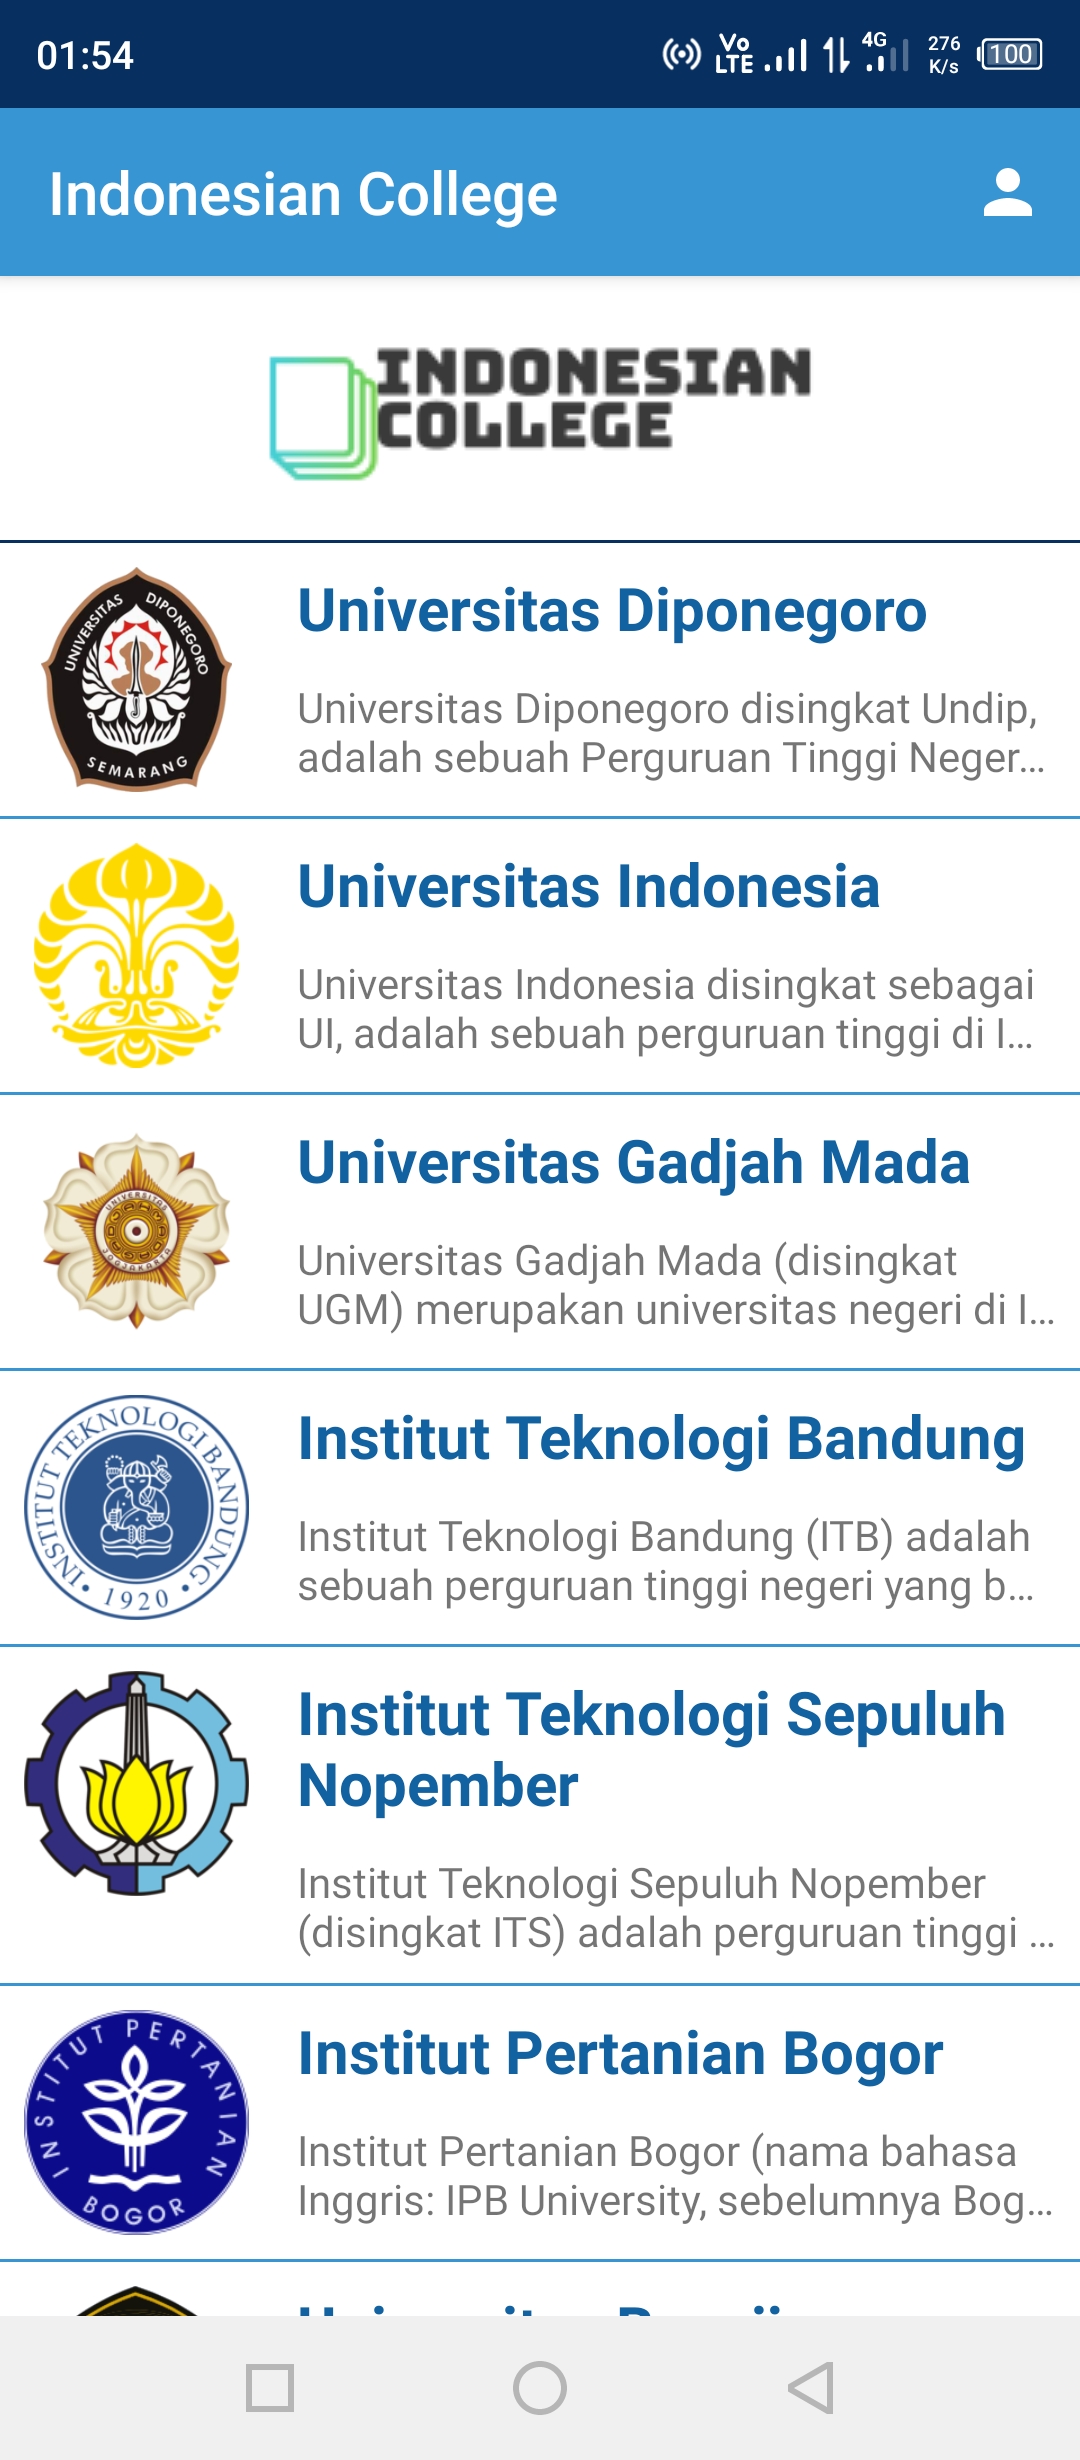 01:54
Vo LTE
4G
276 K/s
100
Indonesian College
INDONESIAN
COLLEGE
UNIVERSITAS DIPONEGORO
SEMARANG
Universitas Diponegoro
Universitas Diponegoro disingkat Undip,
adalah sebuah Perguruan Tinggi Neger...
Universitas Indonesia
Universitas Indonesia disingkat sebagai
UI, adalah sebuah perguruan tinggi di I...
UNIVERSITAS
JOGJAKARTA
Universitas Gadjah Mada
Universitas Gadjah Mada (disingkat
UGM) merupakan universitas negeri di I...
INSTITUT TEKNOLOGI BANDUNG
• 1920 •
Institut Teknologi Bandung
Institut Teknologi Bandung (ITB) adalah
sebuah perguruan tinggi negeri yang b...
Institut Teknologi Sepuluh
Nopember
Institut Teknologi Sepuluh Nopember
(disingkat ITS) adalah perguruan tinggi ...
INSTITUT PERTANIAN
BOGOR
Institut Pertanian Bogor
Institut Pertanian Bogor (nama bahasa
Inggris: IPB University, sebelumnya Bog...